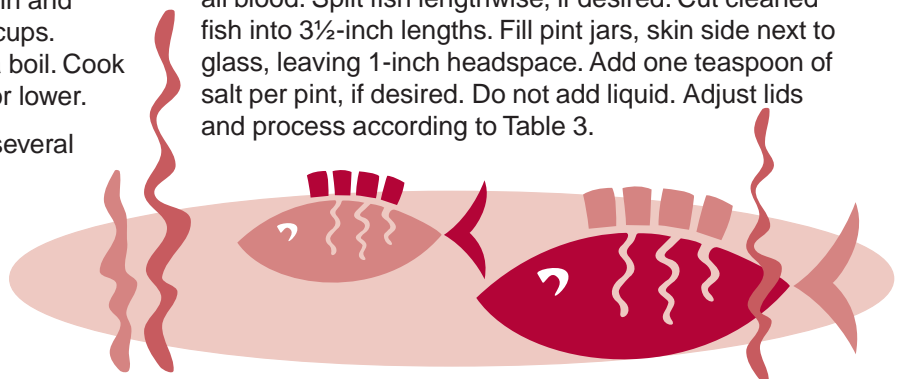 n and
cups.
boil. Cook
or lower.
several
all blood. Split fish lengthwise, if desired. Cut cleaned
fish into 3½-inch lengths. Fill pint jars, skin side next to
glass, leaving 1-inch headspace. Add one teaspoon of
salt per pint, if desired. Do not add liquid. Adjust lids
and process according to Table 3.